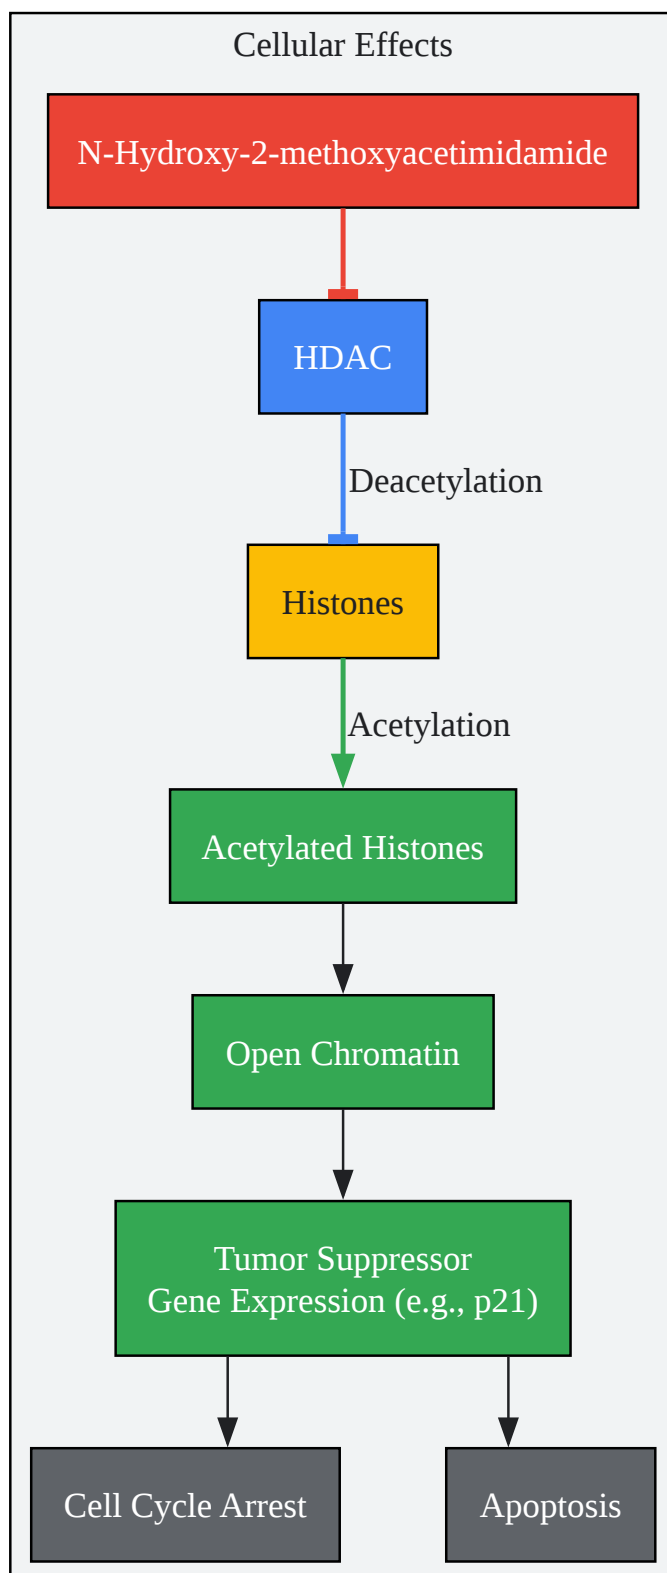 Cellular Effects
N-Hydroxy-2-methoxyacetimidamide
HDAC
Deacetylation
Histones
Acetylation
Acetylated Histones
Open Chromatin
Tumor Suppressor
Gene Expression (e.g., p21)
Cell Cycle Arrest
Apoptosis